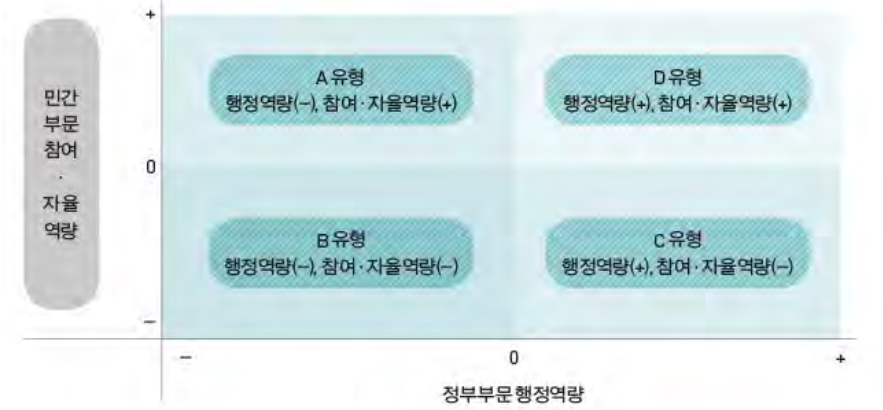 민간
부문
참여
·
자율
역량
+
0
–
A 유형
행정역량(–), 참여·자율역량(+)
D 유형
행정역량(+), 참여·자율역량(+)
B 유형
행정역량(–), 참여·자율역량(–)
C 유형
행정역량(+), 참여·자율역량(–)
– 0 +
정부부문 행정역량